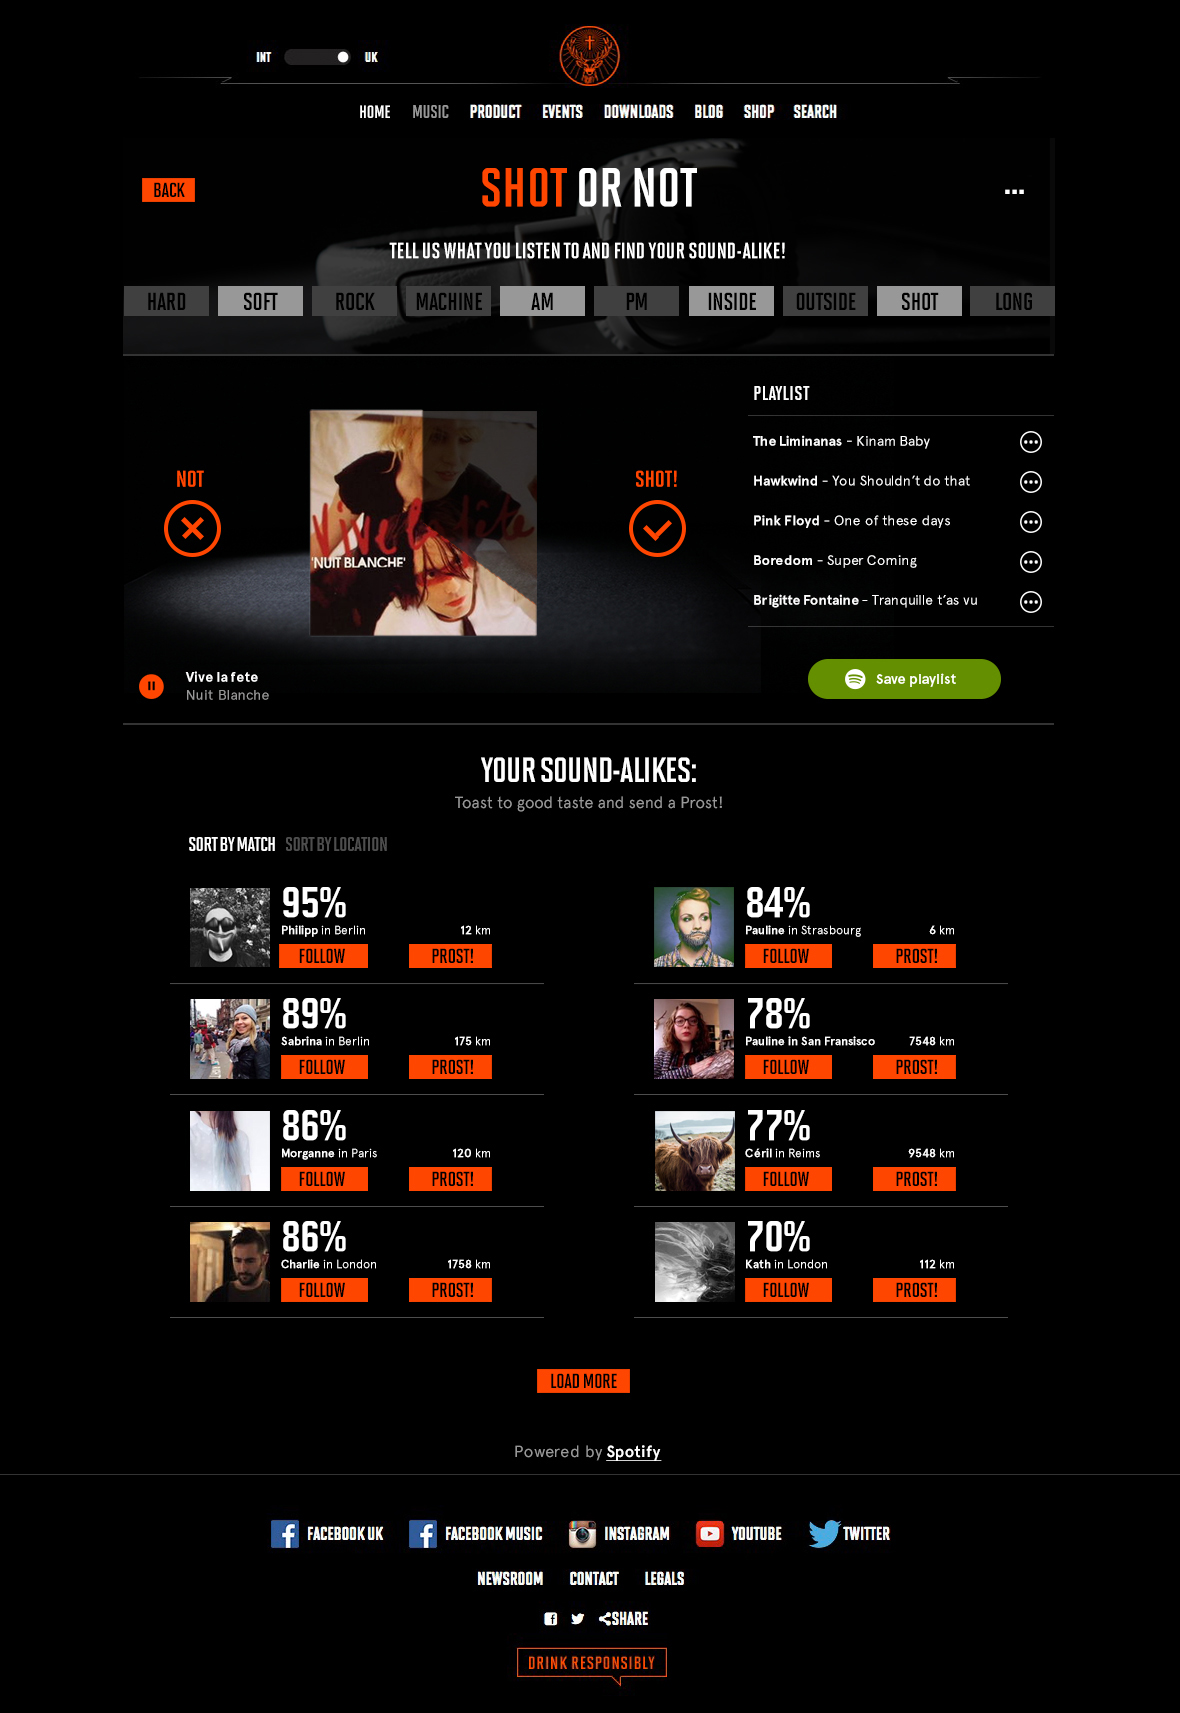 INT UK
HOME MUSIC PRODUCT EVENTS DOWNLOADS BLOG SHOP SEARCH
BACK
SHOT OR NOT
TELL US WHAT YOU LISTEN TO AND FIND YOUR SOUND-ALIKE!
HARD SOFT ROCK MACHINE AM PM INSIDE OUTSIDE SHOT LONG
NOT
'NUIT BLANCHE'
SHOT!
Vive la fete
Nuit Blanche
PLAYLIST
The Liminanas - Kinam Baby
Hawkwind - You Shouldn't do that
Pink Floyd - One of these days
Boredom - Super Coming
Brigitte Fontaine - Tranquille t'as vu
Save playlist
YOUR SOUND-ALIKES:
Toast to good taste and send a Prost!
SORT BY MATCH SORT BY LOCATION
95%
Philipp in Berlin 12 km
FOLLOW PROST!
84%
Pauline in Strasbourg 6 km
FOLLOW PROST!
89%
Sabrina in Berlin 175 km
FOLLOW PROST!
78%
Pauline in San Fransisco 7548 km
FOLLOW PROST!
86%
Morganne in Paris 120 km
FOLLOW PROST!
77%
Céril in Reims 9548 km
FOLLOW PROST!
86%
Charlie in London 1758 km
FOLLOW PROST!
70%
Kath in London 112 km
FOLLOW PROST!
LOAD MORE
Powered by Spotify
FACEBOOK UK FACEBOOK MUSIC INSTAGRAM YOUTUBE TWITTER
NEWSROOM CONTACT LEGALS
SHARE
DRINK RESPONSIBLY